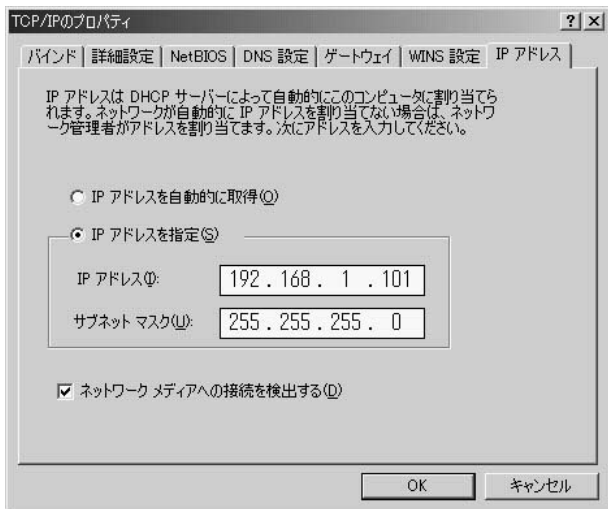 TCP/IPのプロパティ
バインド 詳細設定 NetBIOS DNS 設定 ゲートウェイ WINS 設定 IP アドレス
IP アドレスは DHCP サーバーによって自動的にこのコンピュータに割り当てら
れます。ネットワークが自動的に IP アドレスを割り当てない場合は、ネットワ
ーク管理者がアドレスを割り当てます。次にアドレスを入力してください。
IP アドレスを自動的に取得(O)
IP アドレスを指定(S)
IP アドレス(I): 192.168. 1 .101
サブネット マスク(U): 255.255.255. 0
ネットワーク メディアへの接続を検出する(D)
OK キャンセル